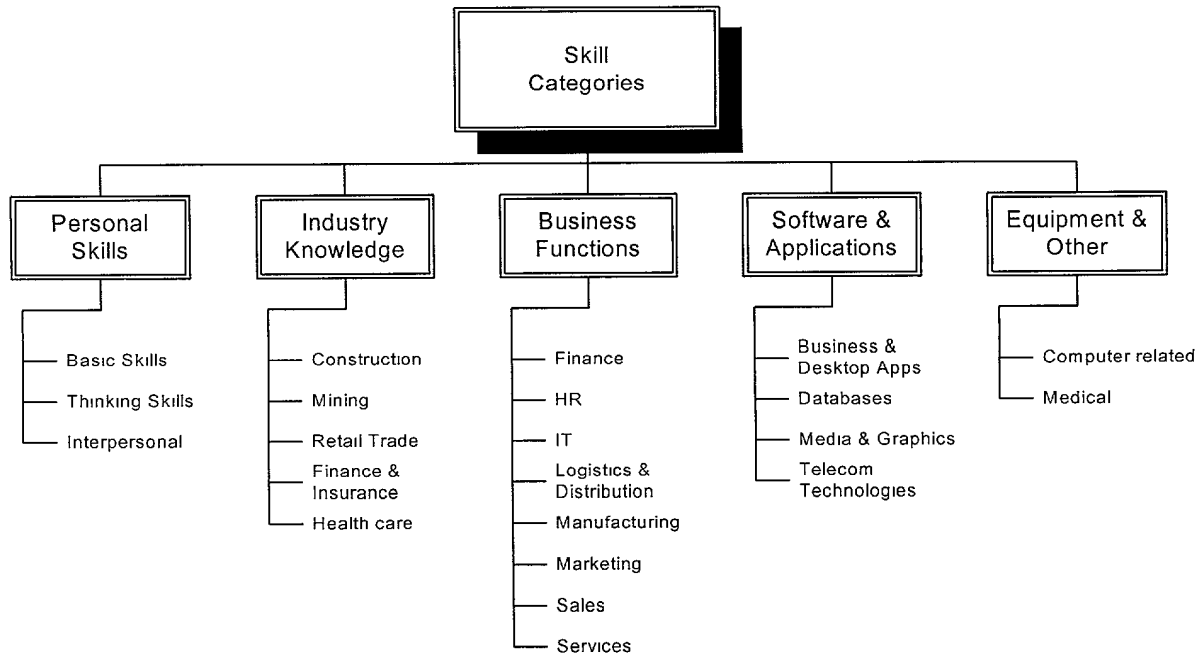 Skill
Categories
Personal
Skills
Basic Skills
Thinking Skills
Interpersonal
Industry
Knowledge
Construction
Mining
Retail Trade
Finance &
Insurance
Health care
Business
Functions
Finance
HR
IT
Logistics &
Distribution
Manufacturing
Marketing
Sales
Services
Software &
Applications
Business &
Desktop Apps
Databases
Media & Graphics
Telecom
Technologies
Equipment &
Other
Computer related
Medical